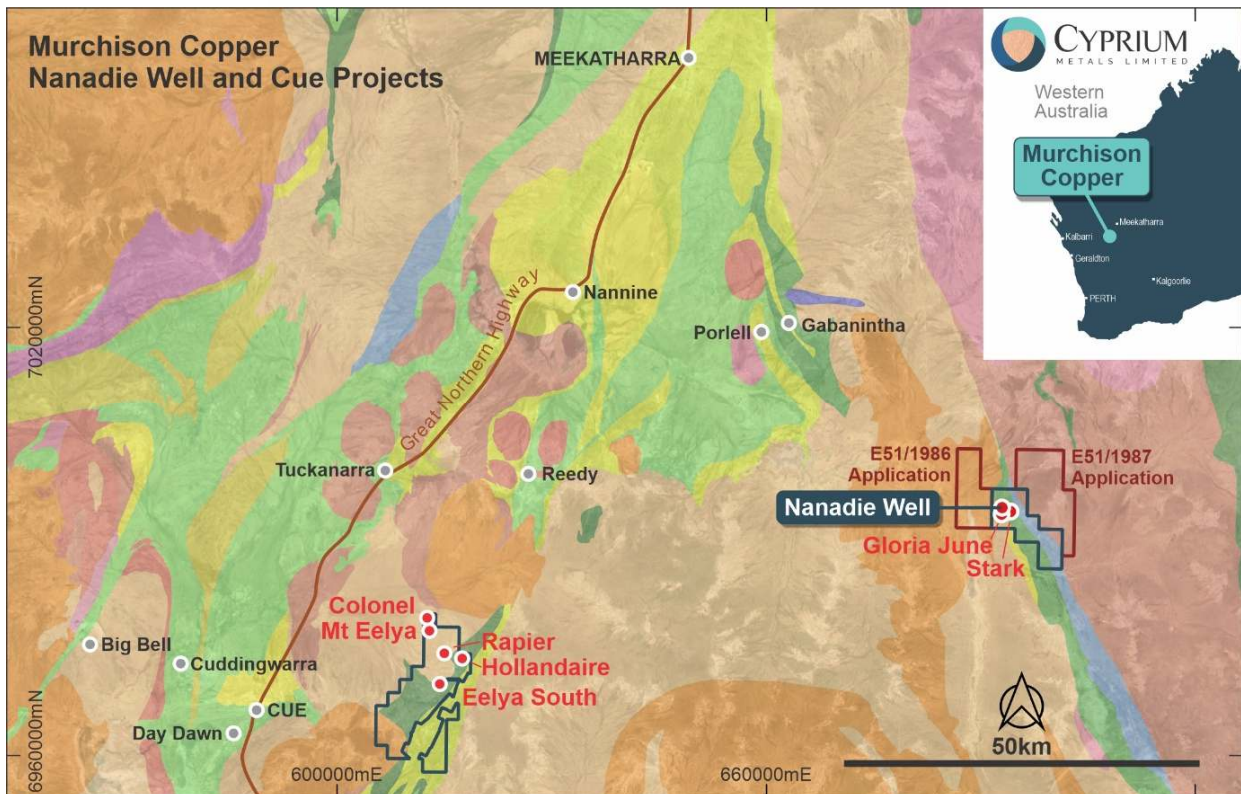 Murchison Copper
Nanadie Well and Cue Projects
MEEKATHARRA
CYPRIUM
METALS LIMITED
Western
Australia
Murchison
Copper
Meekatharra
Kalbarri
Geraldton
Kalgoorlie
PERTH
7020000mN
Great Northern Highway
Nannine
Porlell
Gabanintha
Tuckanarra
Reedy
E51/1986
Application
E51/1987
Application
Nanadie Well
Gloria June
Stark
Colonel
Mt Eelya
Rapier
Hollandaire
Eelya South
Big Bell
Cuddingwarra
CUE
Day Dawn
6960000mN
600000mE
660000mE
50km